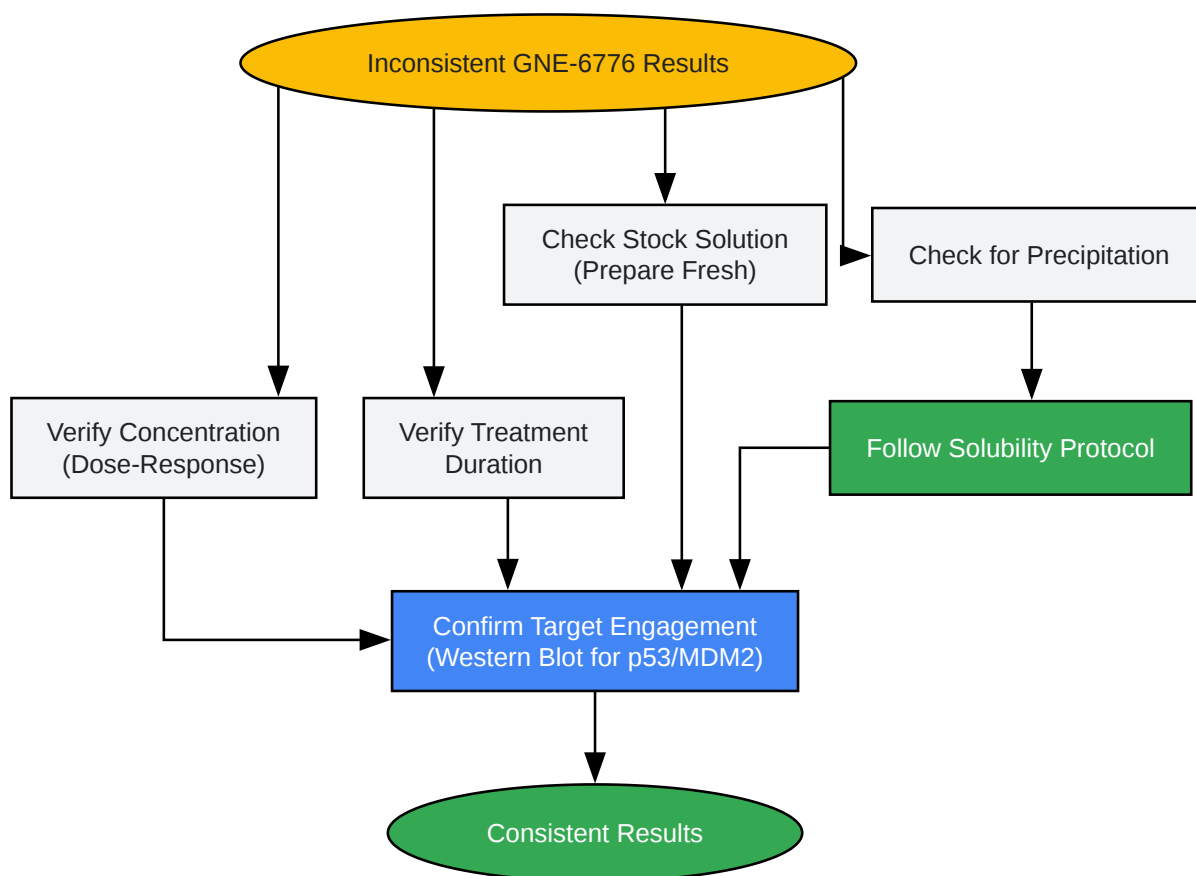 Inconsistent GNE-6776 Results
Check Stock Solution
(Prepare Fresh)
Check for Precipitation
Verify Concentration
(Dose-Response)
Verify Treatment
Duration
Follow Solubility Protocol
Confirm Target Engagement
(Western Blot for p53/MDM2)
Consistent Results